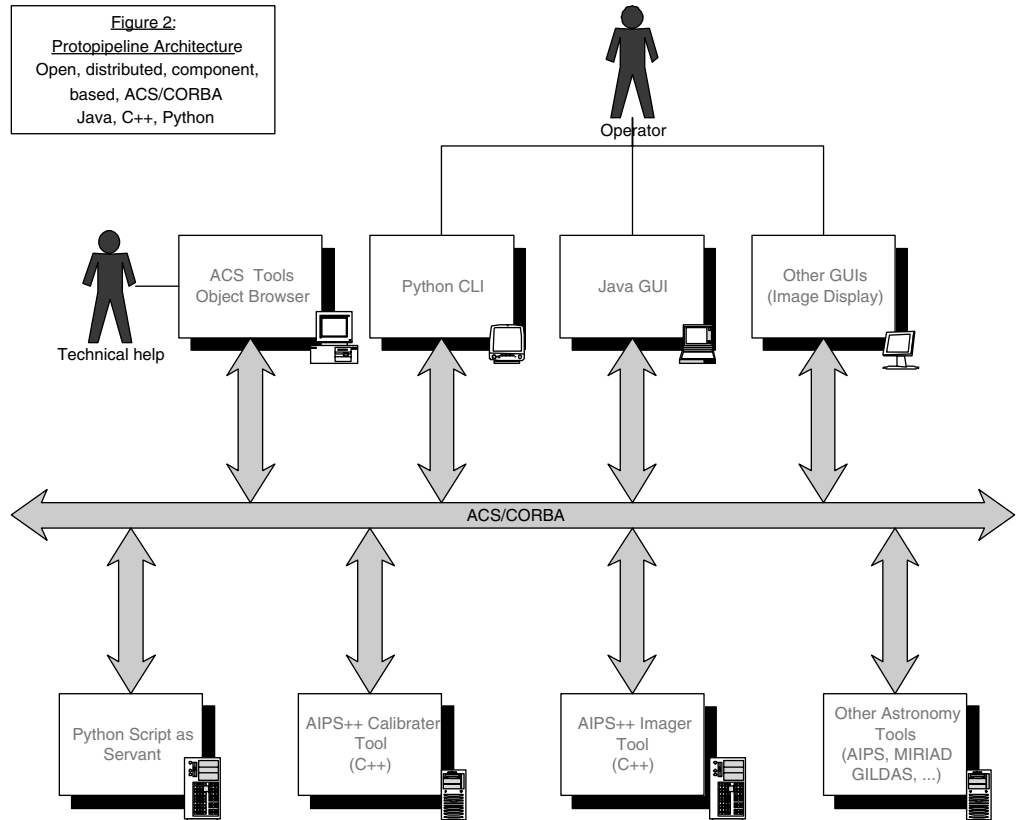 Figure 2:
Protopipeline Architecture
Open, distributed, component,
based, ACS/CORBA
Java, C++, Python
Operator
Technical help
ACS Tools
Object Browser
Python CLI
Java GUI
Other GUIs
(Image Display)
ACS/CORBA
Python Script as
Servant
AIPS++ Calibrater
Tool
(C++)
AIPS++ Imager
Tool
(C++)
Other Astronomy
Tools
(AIPS, MIRIAD
GILDAS, ...)